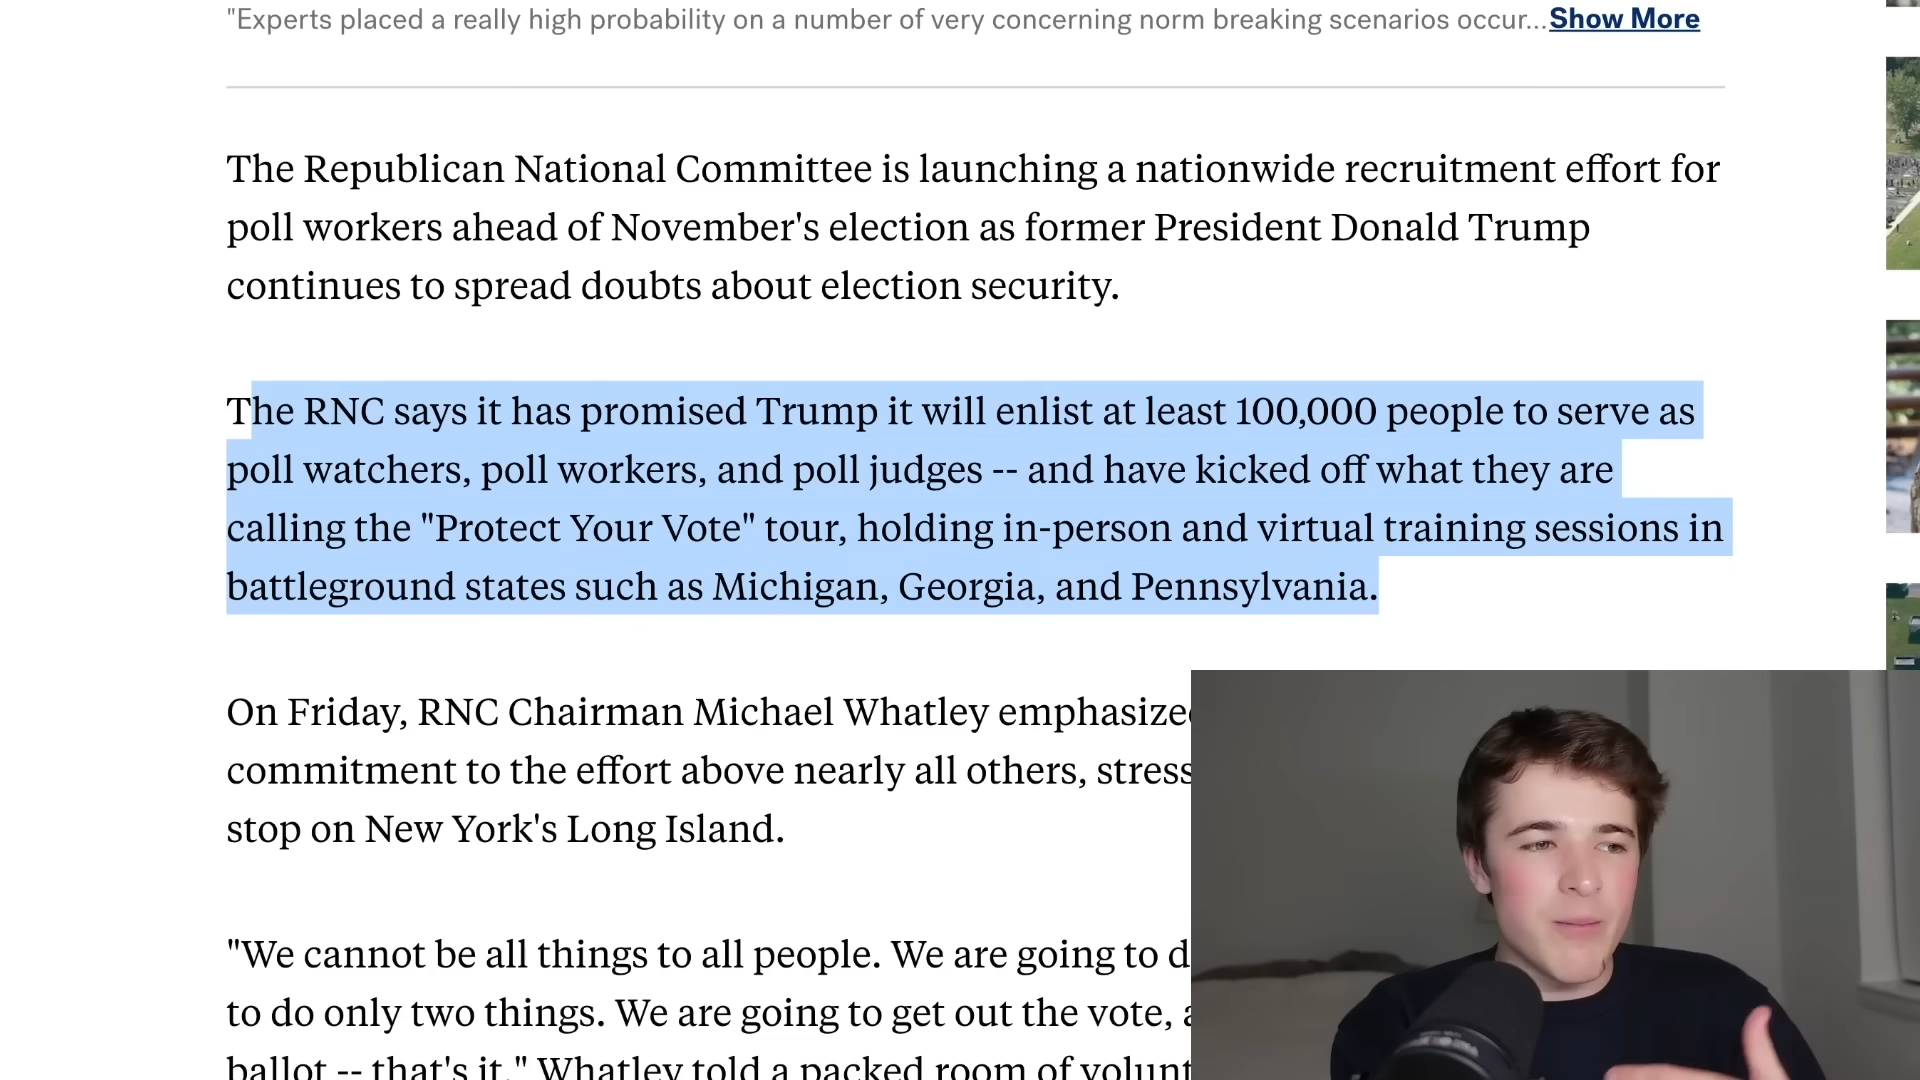 "Experts placed a really high probability on a number of very concerning norm breaking scenarios occur...Show More
The Republican National Committee is launching a nationwide recruitment effort for
poll workers ahead of November's election as former President Donald Trump
continues to spread doubts about election security.
The RNC says it has promised Trump it will enlist at least 100,000 people to serve as
poll watchers, poll workers, and poll judges -- and have kicked off what they are
calling the "Protect Your Vote" tour, holding in-person and virtual training sessions in
battleground states such as Michigan, Georgia, and Pennsylvania.
On Friday, RNC Chairman Michael Whatley emphasized
commitment to the effort above nearly all others, stress
stop on New York's Long Island.
"We cannot be all things to all people. We are going to d
to do only two things. We are going to get out the vote, a
ballot -- that's it," Whatley told a packed room of volunt